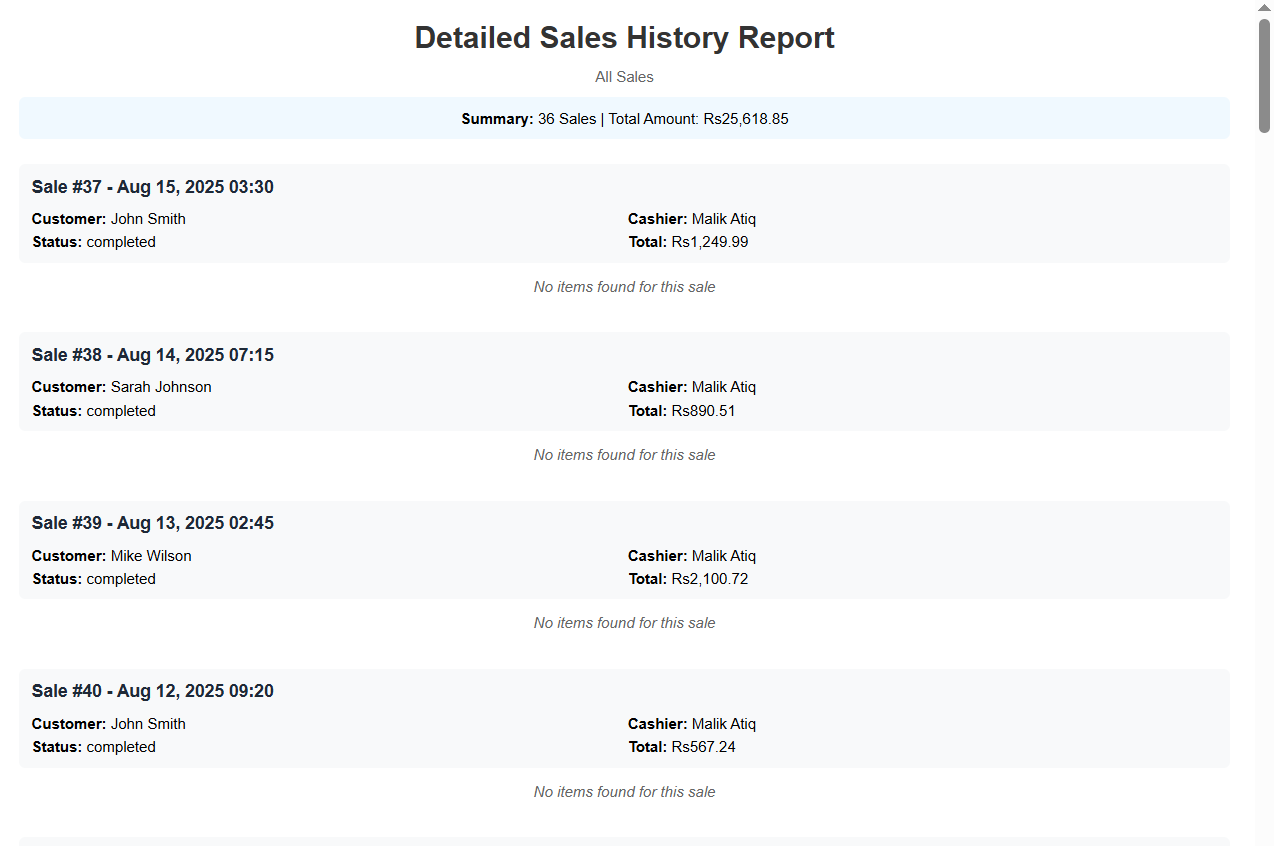 Detailed Sales History Report
All Sales
Summary: 36 Sales | Total Amount: Rs25,618.85
Sale #37 - Aug 15, 2025 03:30
Customer: John Smith
Cashier: Malik Atiq
Status: completed
Total: Rs1,249.99
No items found for this sale
Sale #38 - Aug 14, 2025 07:15
Customer: Sarah Johnson
Cashier: Malik Atiq
Status: completed
Total: Rs890.51
No items found for this sale
Sale #39 - Aug 13, 2025 02:45
Customer: Mike Wilson
Cashier: Malik Atiq
Status: completed
Total: Rs2,100.72
No items found for this sale
Sale #40 - Aug 12, 2025 09:20
Customer: John Smith
Cashier: Malik Atiq
Status: completed
Total: Rs567.24
No items found for this sale